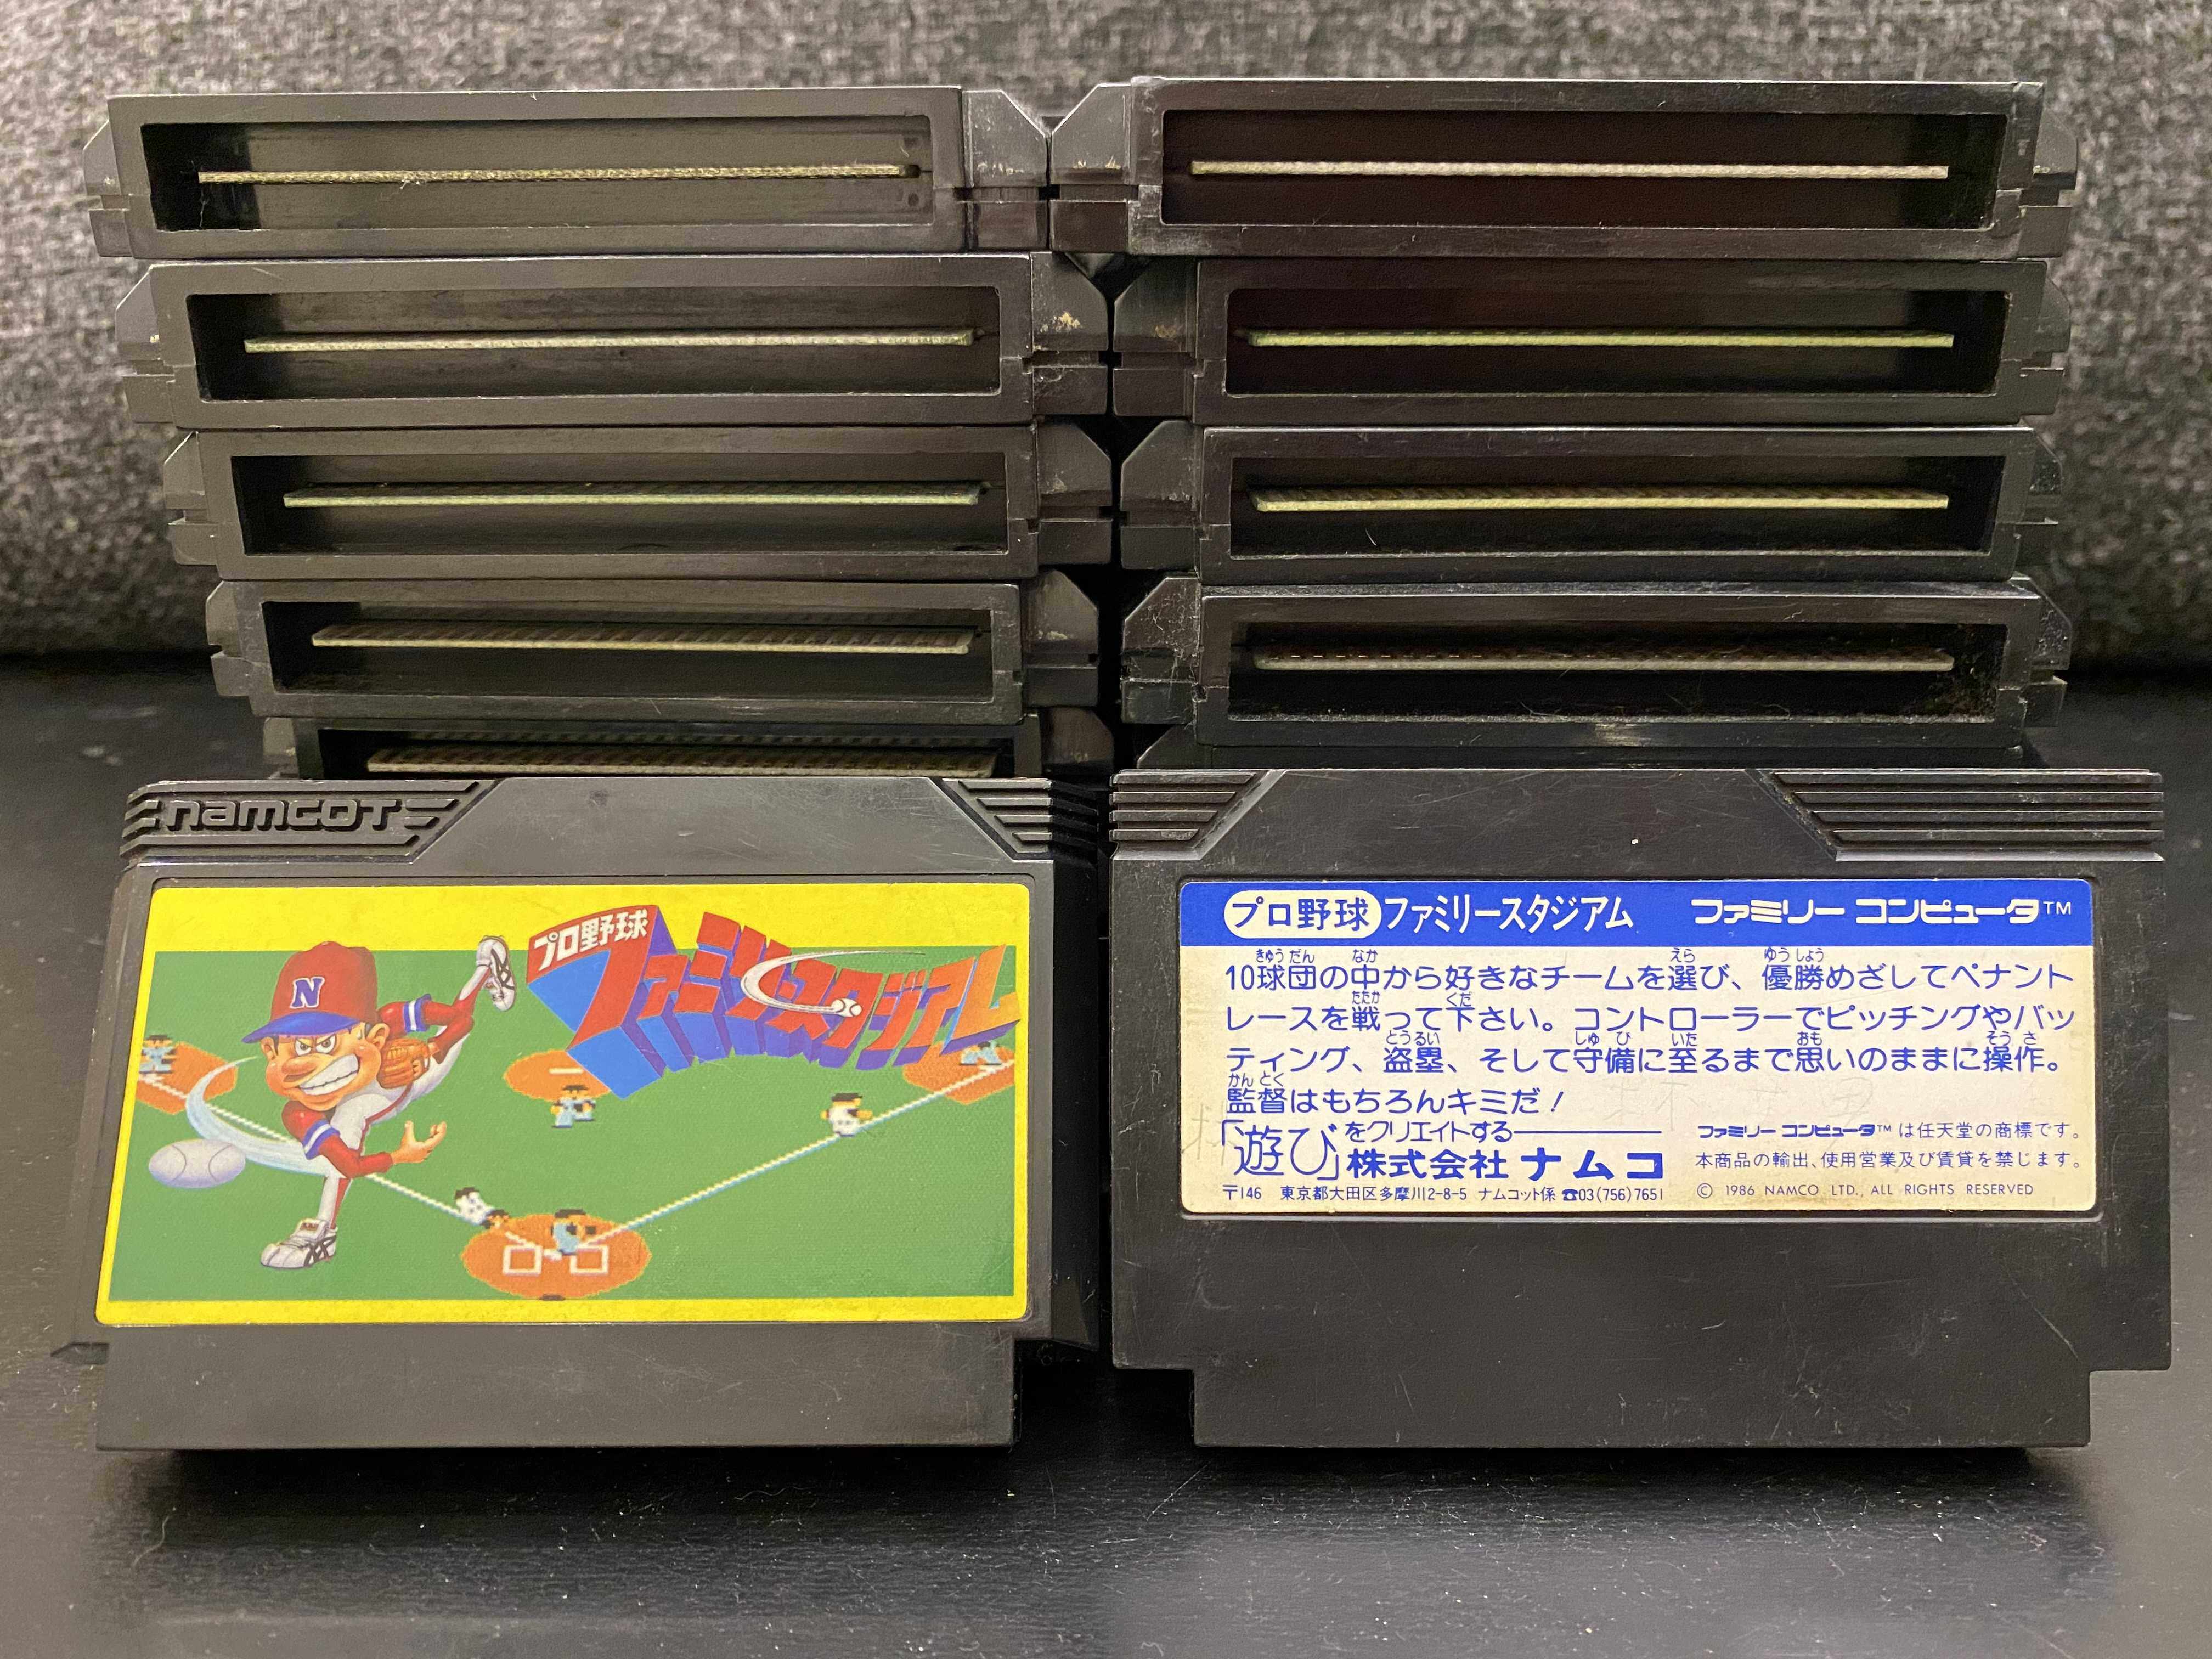 namcot
プロ野球
ファミリースタジアム
N
プロ野球 ファミリースタジアム ファミリー コンピュータ™
10球団の中から好きなチームを選び、優勝めざしてペナント
レースを戦って下さい。コントローラーでピッチングやバッ
ティング、盗塁、そして守備に至るまで思いのままに操作。
監督はもちろんキミだ!
「遊び」をクリエイトする
株式会社 ナムコ
〒146 東京都大田区多摩川2-8-5 ナムコット係 ☎03(756)7651
ファミリー コンピュータ™は任天堂の商標です。
本商品の輸出、使用営業及び賃貸を禁じます。
© 1986 NAMCO LTD., ALL RIGHTS RESERVED